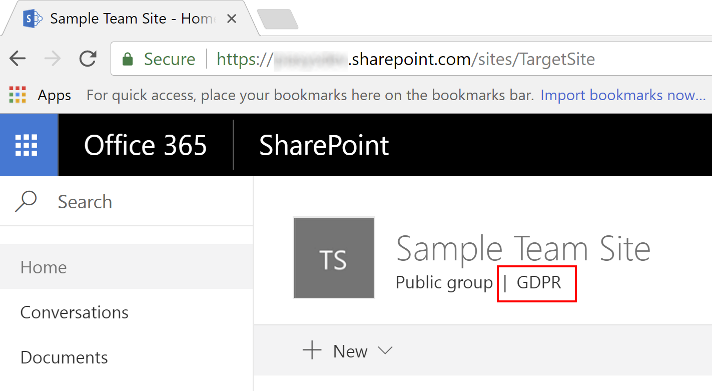 Sample Team Site - Hom
Secure https:// .sharepoint.com/sites/TargetSite
Apps For quick access, place your bookmarks here on the bookmarks bar. Import bookmarks now...
Office 365 SharePoint
Search
TS
Sample Team Site
Public group | GDPR
Home
Conversations
Documents
New